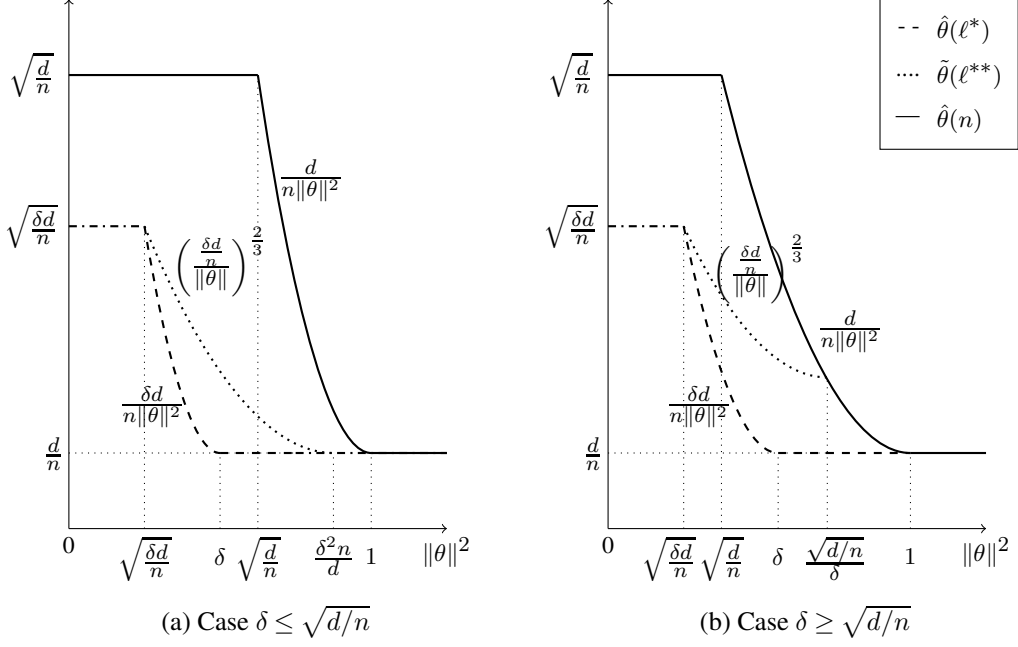 √(d/n)
√(δd/n)
d/n
d/(n‖θ‖²)
((δd/n)/‖θ‖)^(2/3)
δd/(n‖θ‖²)
0 √(δd/n) δ √(d/n) δ²n/d 1 ‖θ‖²
(a) Case δ ≤ √(d/n)
θ̂(ℓ*)
θ̃(ℓ**)
θ̂(n)
√(d/n)
√(δd/n)
d/n
((δd/n)/‖θ‖)^(2/3)
d/(n‖θ‖²)
δd/(n‖θ‖²)
0 √(δd/n) √(d/n) δ √(d/n)/δ 1 ‖θ‖²
(b) Case δ ≥ √(d/n)